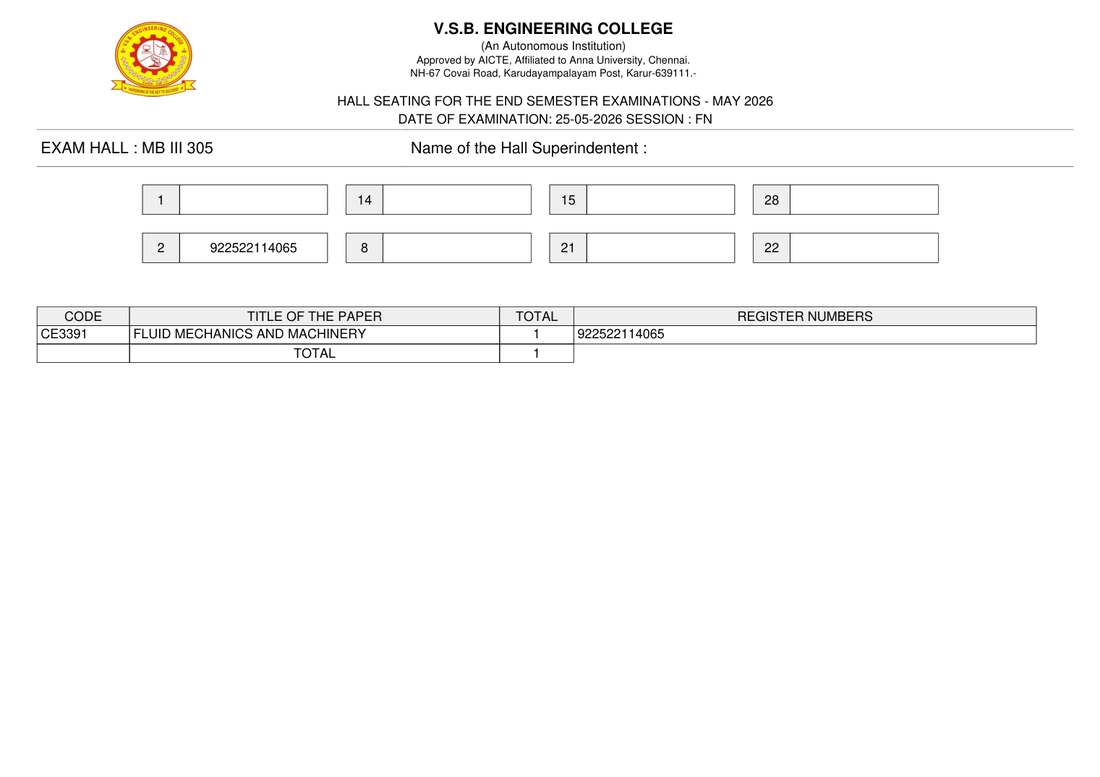 V.S.B. ENGINEERING COLLEGE
(An Autonomous Institution)
Approved by AICTE, Affiliated to Anna University, Chennai.
NH-67 Covai Road, Karudayampalayam Post, Karur-639111.-
HALL SEATING FOR THE END SEMESTER EXAMINATIONS - MAY 2026
DATE OF EXAMINATION: 25-05-2026 SESSION : FN
EXAM HALL : MB III 305 Name of the Hall Superindentent :
1 14 15 28
2 922522114065 8 21 22
CODE TITLE OF THE PAPER TOTAL REGISTER NUMBERS
CE3391 FLUID MECHANICS AND MACHINERY 1 922522114065
TOTAL 1